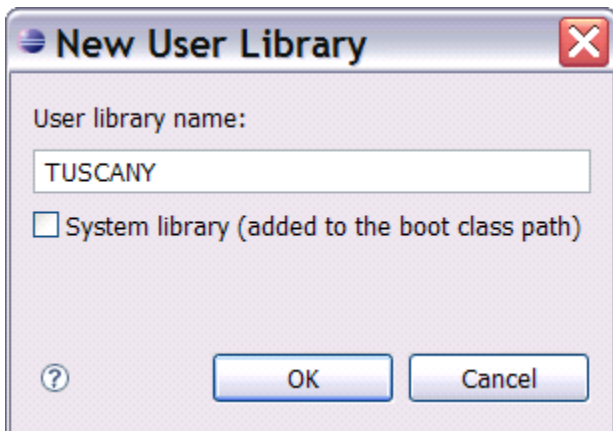 New User Library
User library name:
TUSCANY
System library (added to the boot class path)
?
OK
Cancel